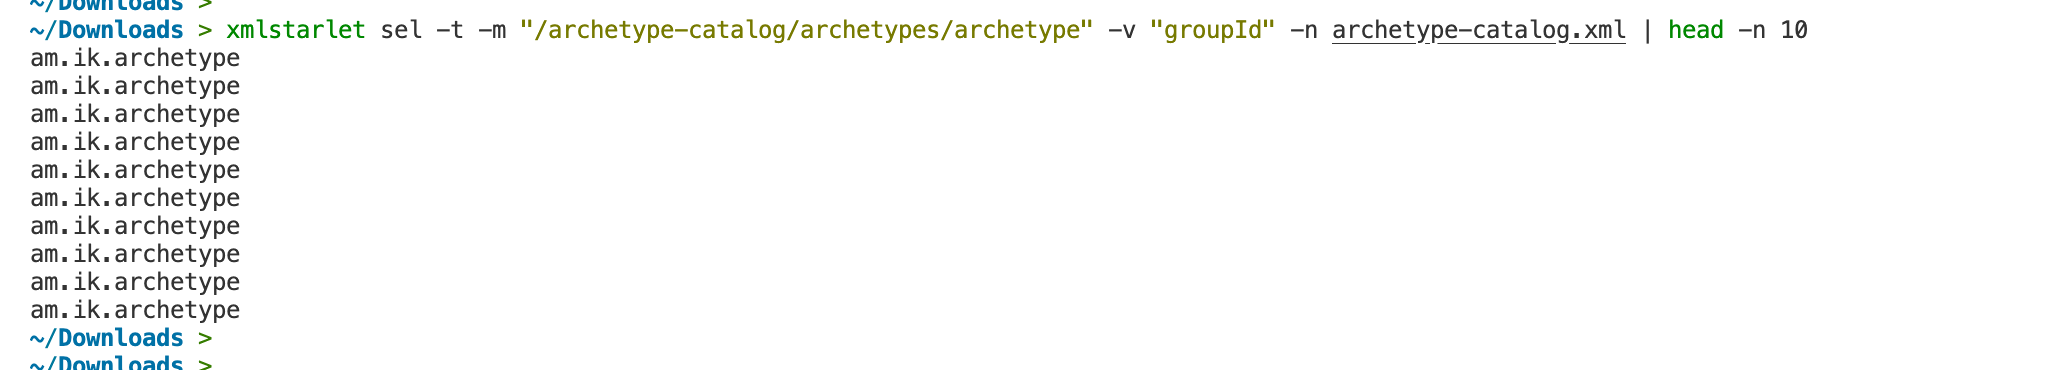 ~/Downloads >
~/Downloads > xmlstarlet sel -t -m "/archetype-catalog/archetypes/archetype" -v "groupId" -n archetype-catalog.xml | head -n 10
am.ik.archetype
am.ik.archetype
am.ik.archetype
am.ik.archetype
am.ik.archetype
am.ik.archetype
am.ik.archetype
am.ik.archetype
am.ik.archetype
am.ik.archetype
~/Downloads >
~/Downloads >